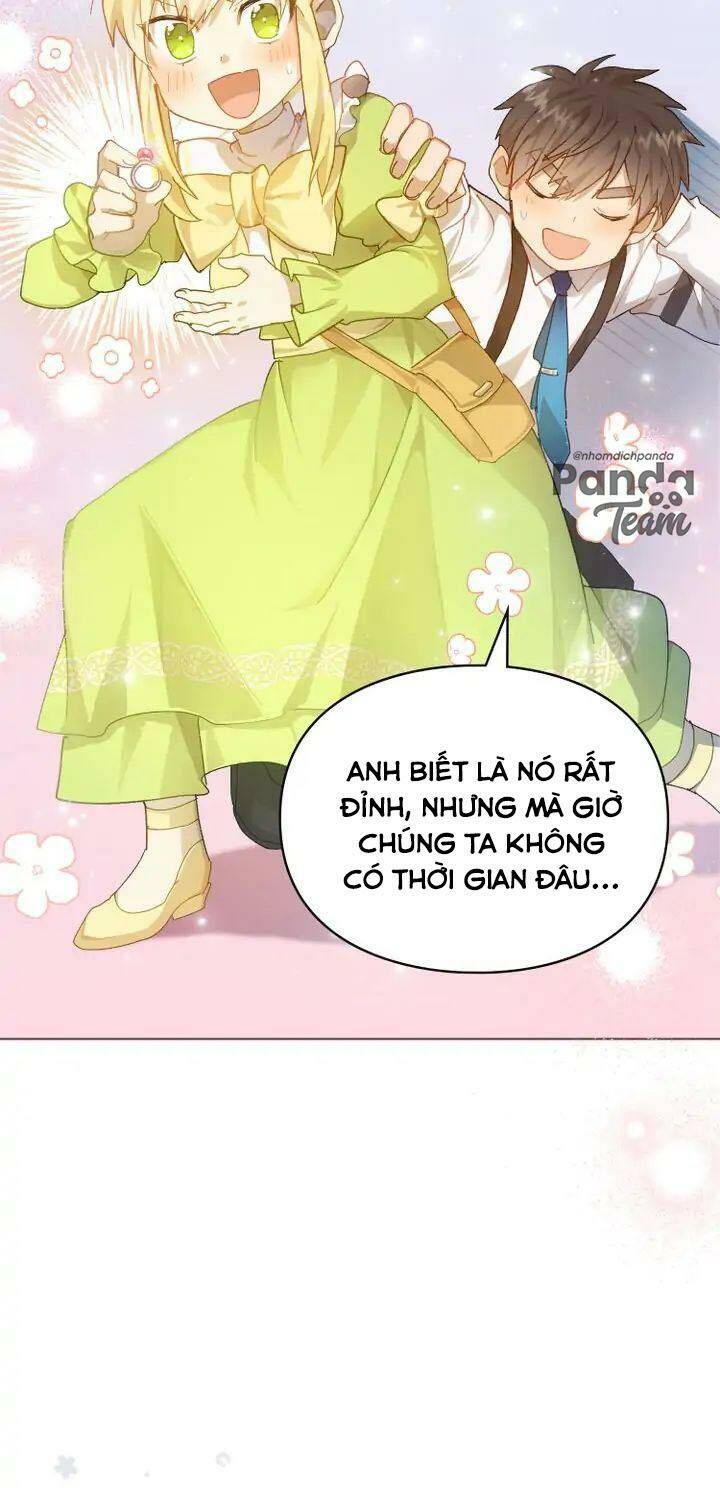 @nhomdichpanda
Panda
Team
ANH BIẾT LÀ NÓ RẤT
ĐỈNH, NHƯNG MÀ GIỜ
CHÚNG TA KHÔNG
CÓ THỜI GIAN ĐÂU...